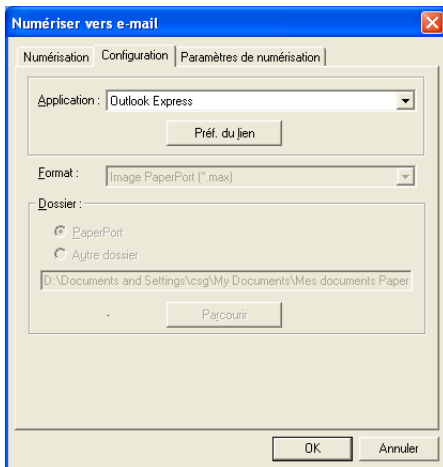 Numériser vers e-mail
Numérisation Configuration Paramètres de numérisation
Application : Outlook Express
Préf. du lien
Format : Image PaperPort (*.max)
Dossier :
PaperPort
Autre dossier
D:\Documents and Settings\csg\My Documents\Mes documents Paper
Parcourir
OK Annuler